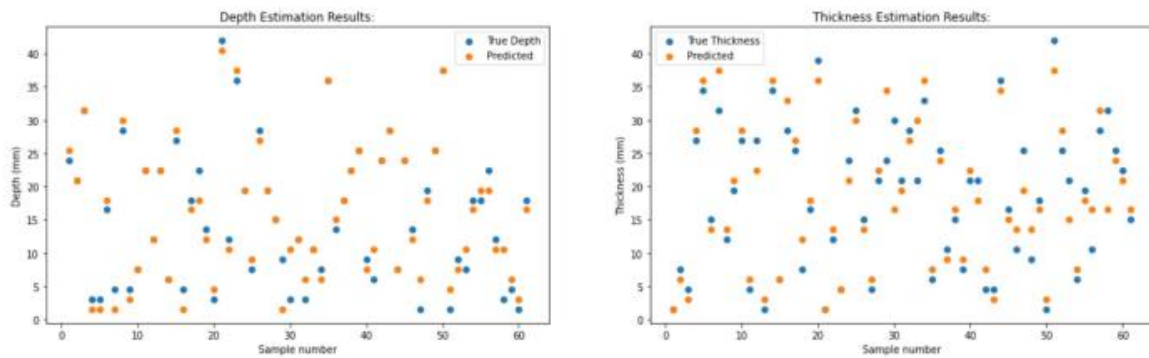 Depth Estimation Results:
True Depth
Predicted
Depth (mm)
40
35
30
25
20
15
10
5
0
0 10 20 30 40 50 60
Sample number
Thickness Estimation Results:
True Thickness
Predicted
Thickness (mm)
40
35
30
25
20
15
10
5
0
0 10 20 30 40 50 60
Sample number